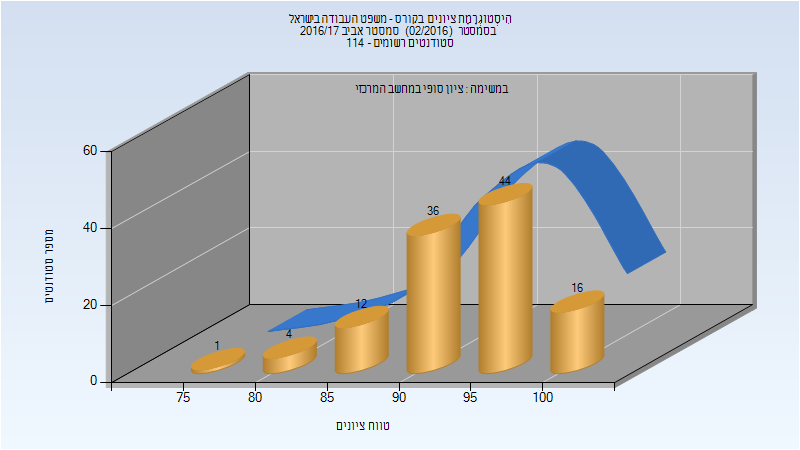 היסטוגרמת ציונים בקורס - משפט העבודה בישראל
בסמסטר (02/2016) סמסטר אביב 2016/17
סטודנטים רשומים - 114
במשימה : ציון סופי במחשב המרכזי
60
40
20
0
מספר סטודנטים
1
4
12
36
44
16
75
80
85
90
95
100
טווח ציונים